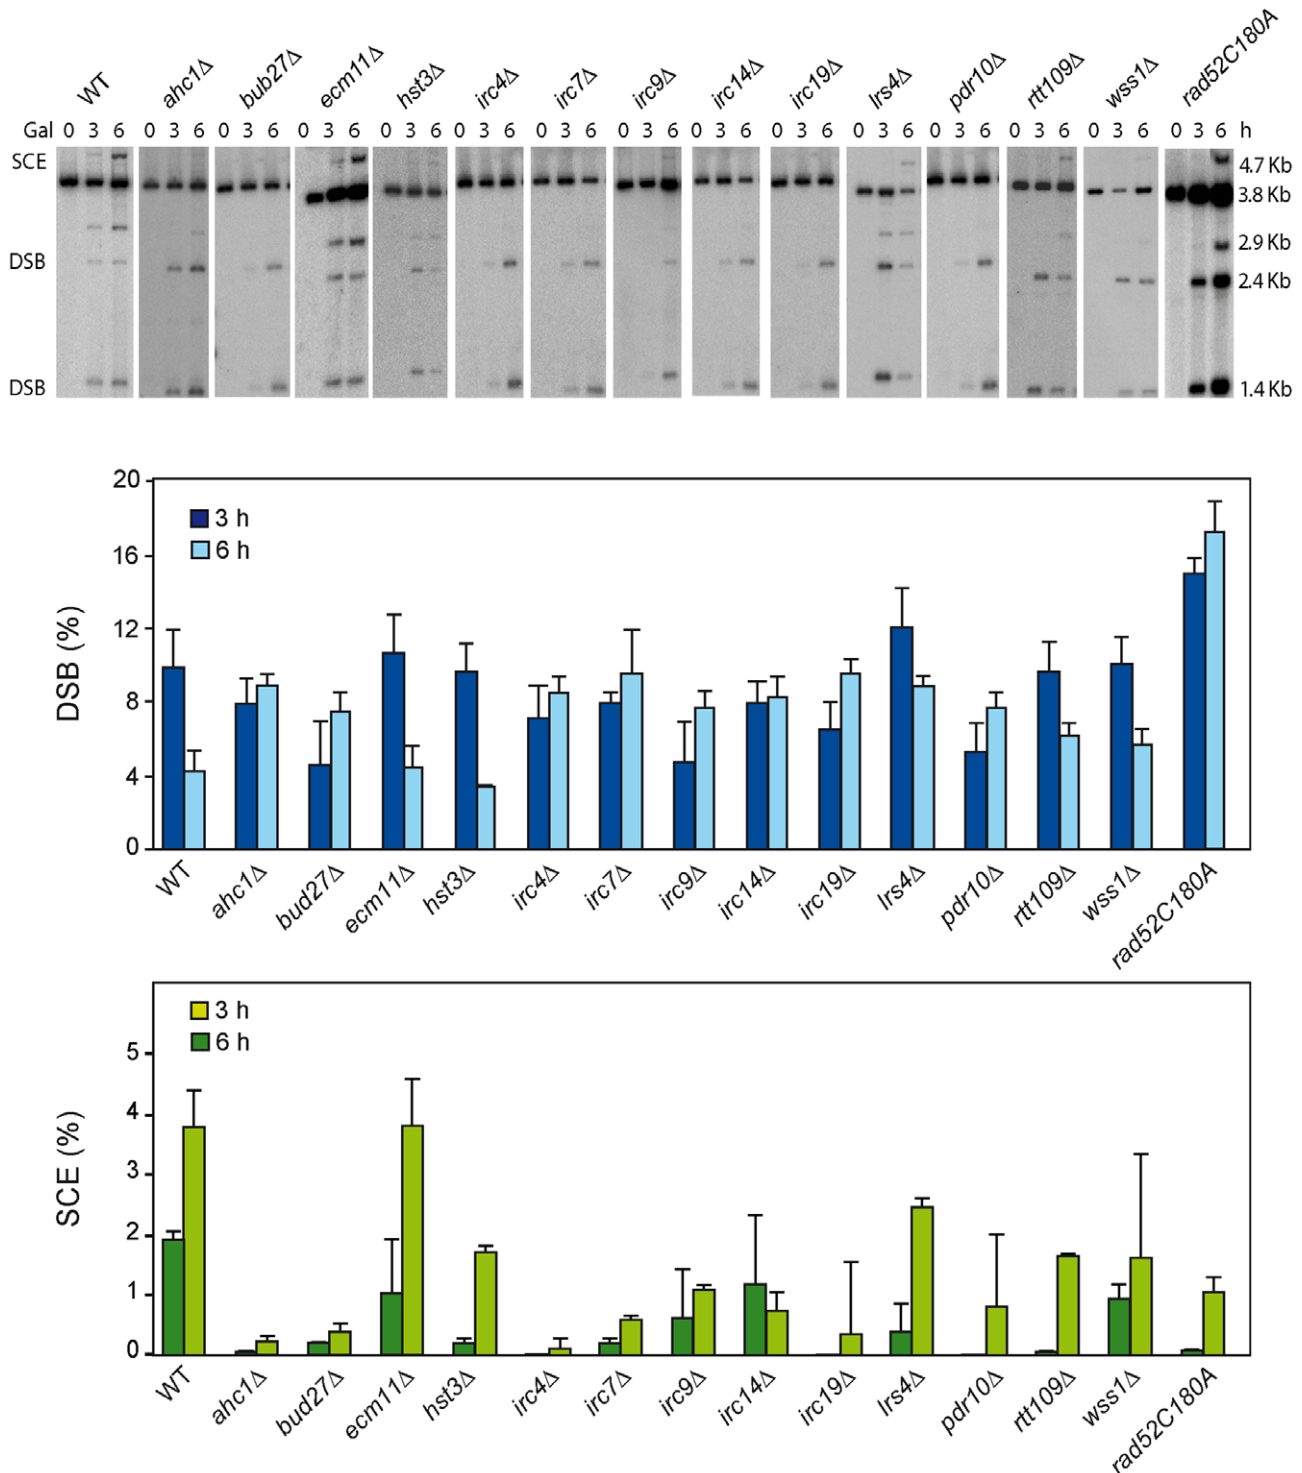 WT ahc1Δ bub27Δ ecm11Δ hst3Δ irc4Δ irc7Δ irc9Δ irc14Δ irc19Δ lrs4Δ pdr10Δ rtt109Δ wss1Δ rad52C180A
Gal 0 3 6 0 3 6 0 3 6 0 3 6 0 3 6 0 3 6 0 3 6 0 3 6 0 3 6 0 3 6 0 3 6 0 3 6 0 3 6 0 3 6 0 3 6 h
SCE 4.7 Kb
3.8 Kb
2.9 Kb
DSB 2.4 Kb
DSB 1.4 Kb
20
3 h
6 h
16
12
8
4
0
DSB (%)
WT ahc1Δ bud27Δ ecm11Δ hst3Δ irc4Δ irc7Δ irc9Δ irc14Δ irc19Δ lrs4Δ pdr10Δ rtt109Δ wss1Δ rad52C180A
3 h
6 h
5
4
3
2
1
0
SCE (%)
WT ahc1Δ bud27Δ ecm11Δ hst3Δ irc4Δ irc7Δ irc9Δ irc14Δ irc19Δ lrs4Δ pdr10Δ rtt109Δ wss1Δ rad52C180A